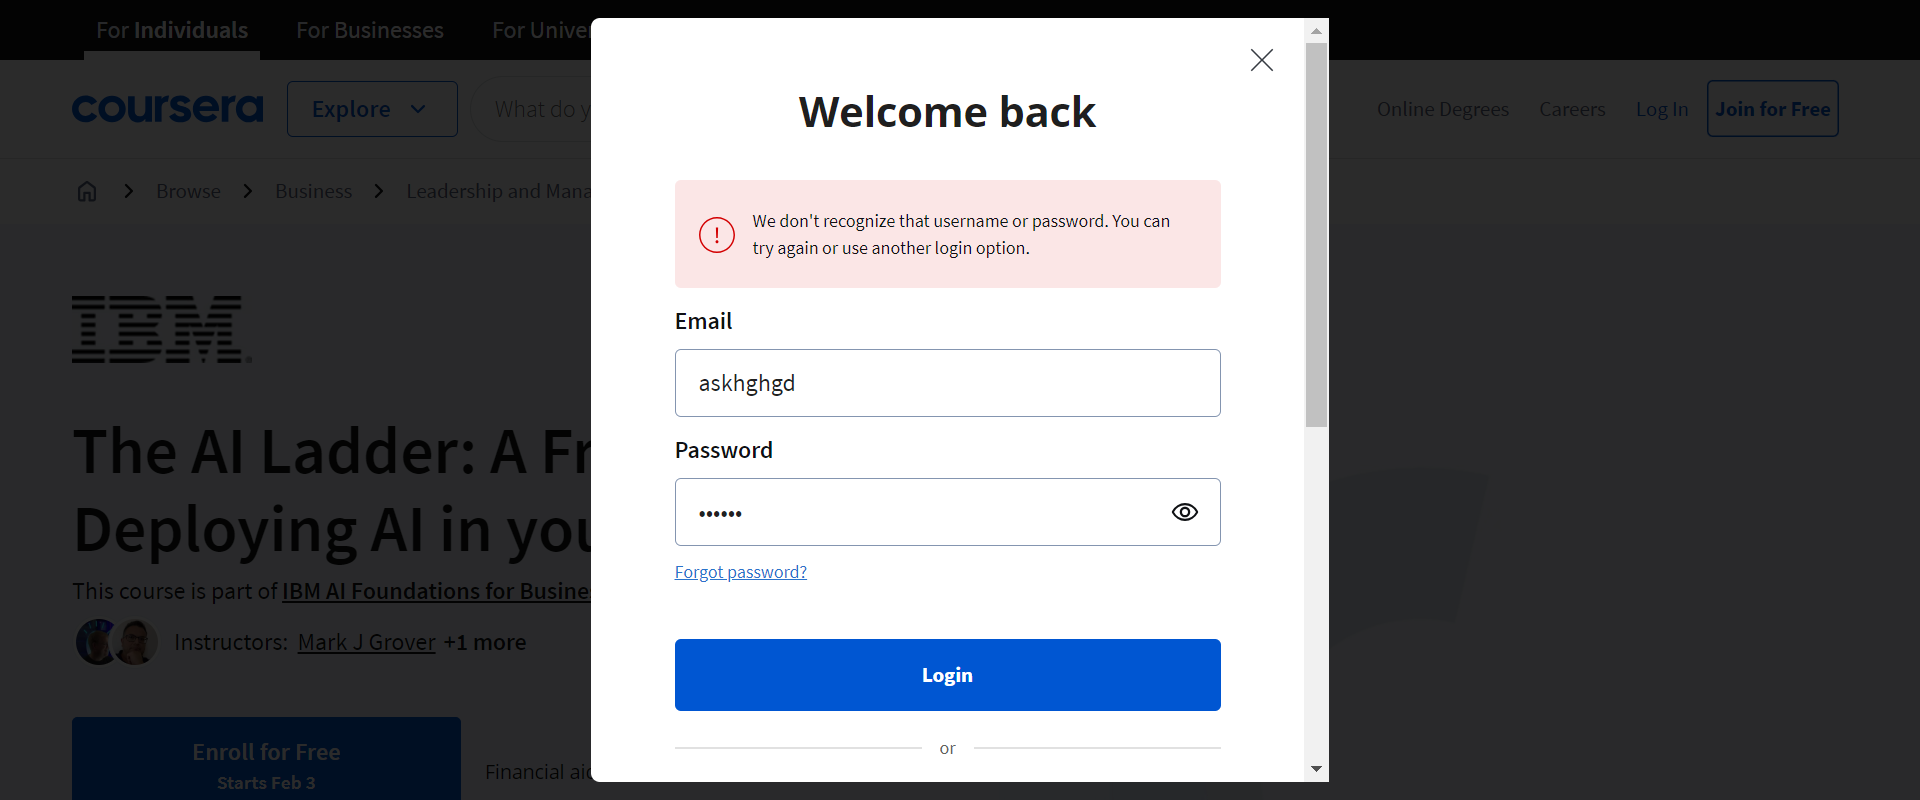 For Individuals
For Businesses
For Univer
coursera
Explore
What do y
Online Degrees
Careers
Log In
Join for Free
Browse
Business
Leadership and Mana
IBM
The AI Ladder: A Fr
Deploying AI in you
This course is part of IBM AI Foundations for Busine
Instructors: Mark J Grover +1 more
Enroll for Free
Starts Feb 3
Financial aid
Welcome back
We don't recognize that username or password. You can
try again or use another login option.
Email
askhghgd
Password
••••••
Forgot password?
Login
or